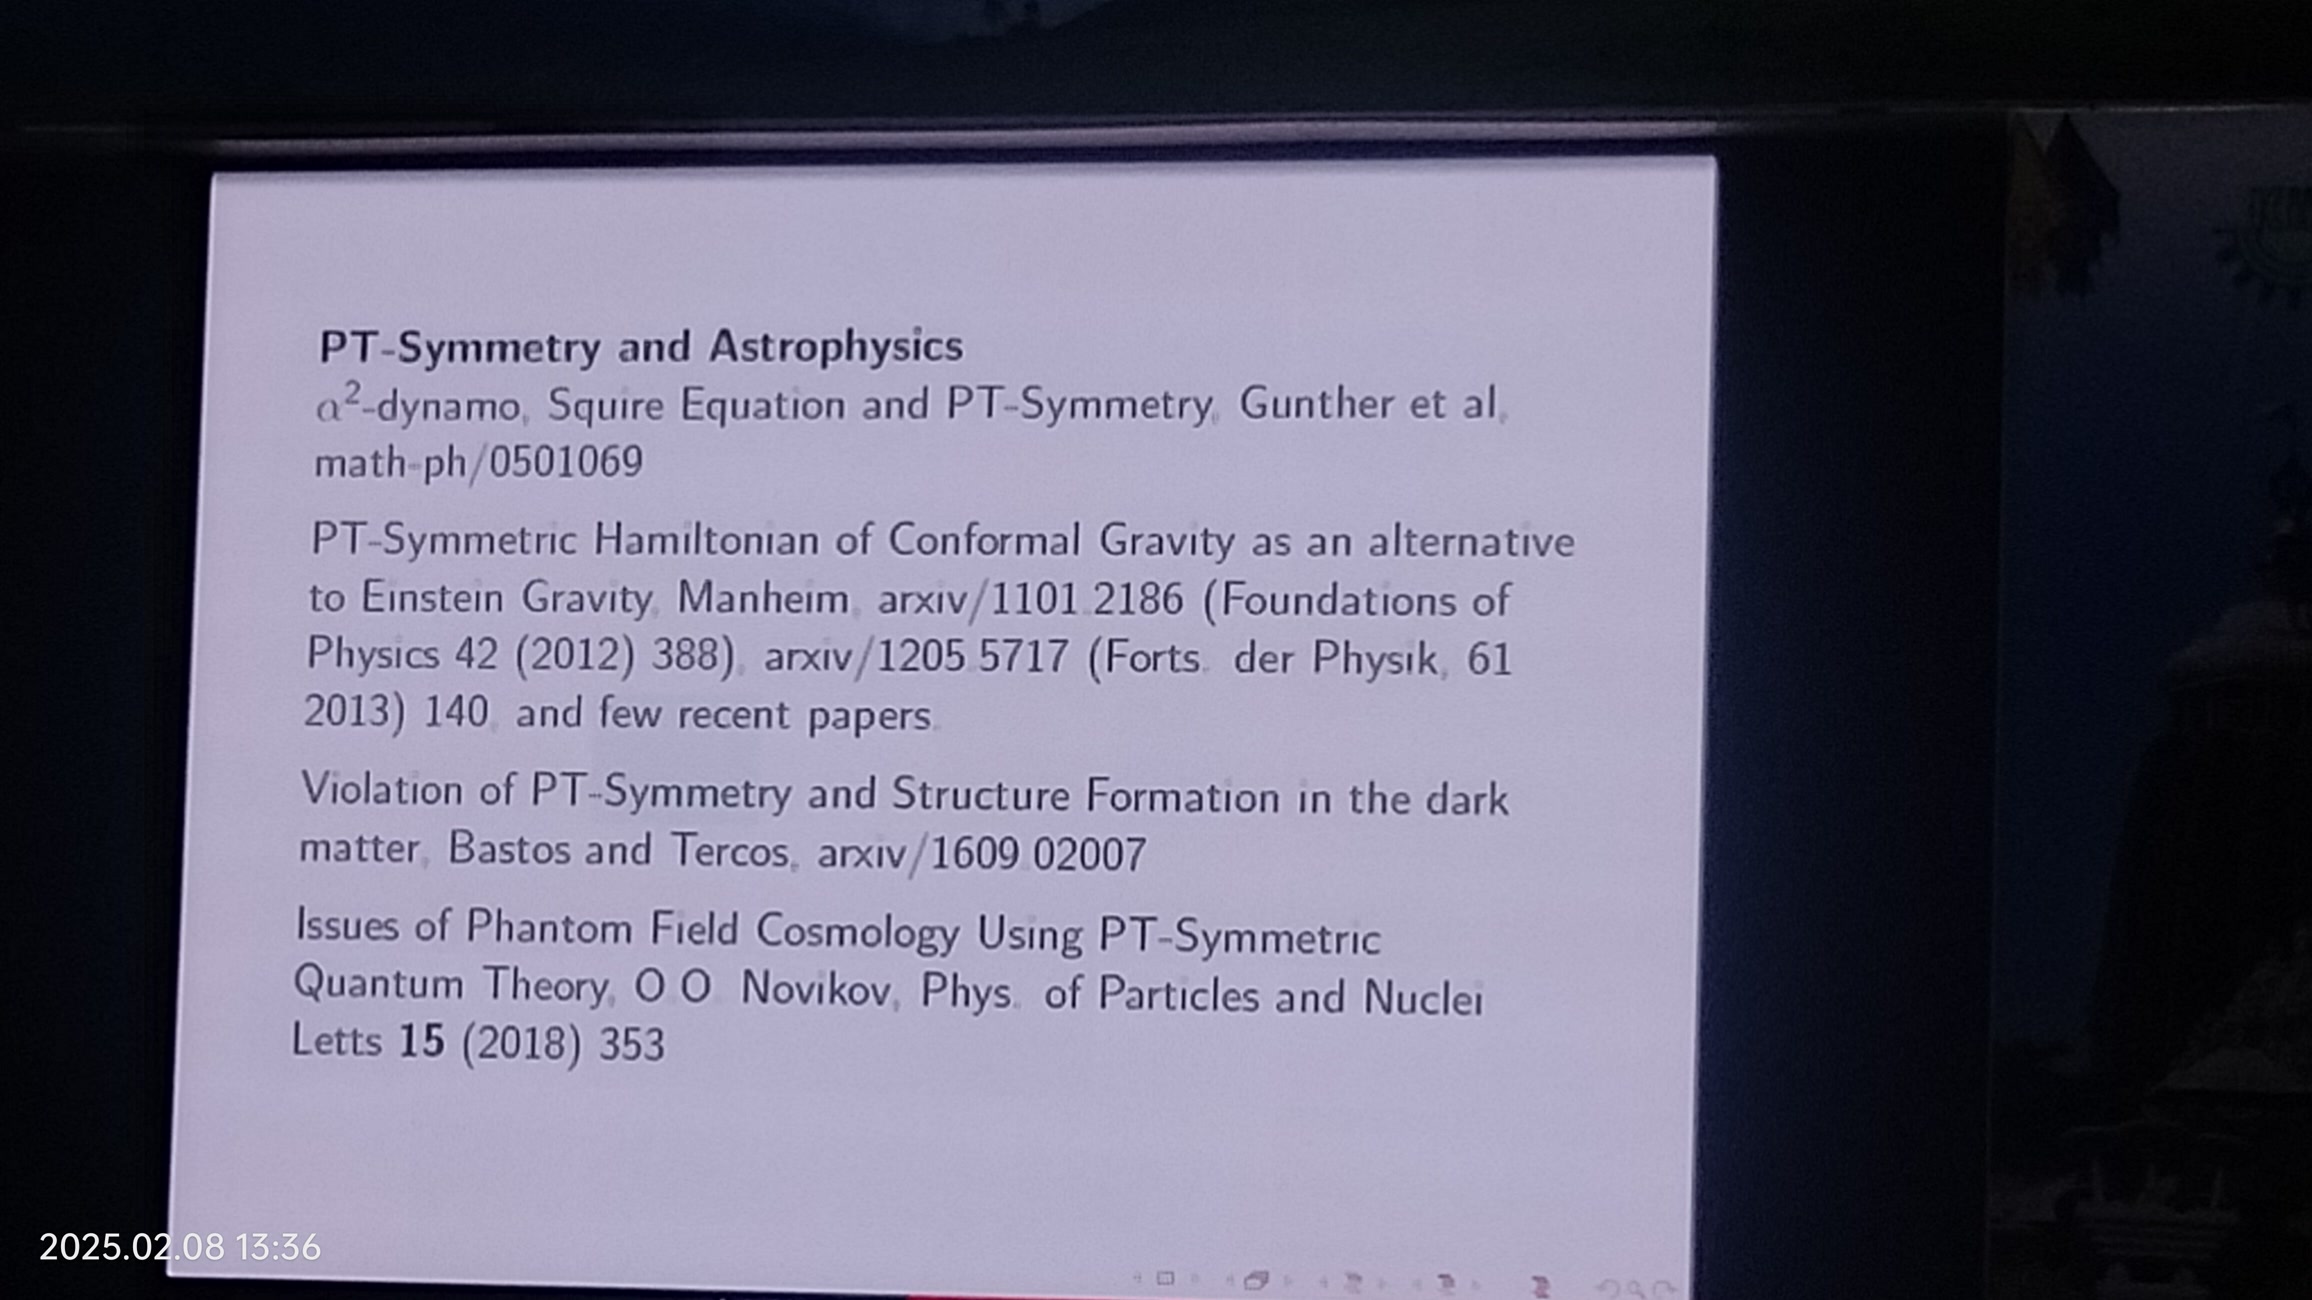 PT-Symmetry and Astrophysics
α²-dynamo, Squire Equation and PT-Symmetry, Gunther et al,
math-ph/0501069
PT-Symmetric Hamiltonian of Conformal Gravity as an alternative
to Einstein Gravity, Manheim, arxiv/1101.2186 (Foundations of
Physics 42 (2012) 388), arxiv/1205.5717 (Forts. der Physik, 61
2013) 140, and few recent papers.
Violation of PT-Symmetry and Structure Formation in the dark
matter, Bastos and Tercos, arxiv/1609.02007
Issues of Phantom Field Cosmology Using PT-Symmetric
Quantum Theory, O.O. Novikov, Phys. of Particles and Nuclei
Letts 15 (2018) 353
2025.02.08 13:36